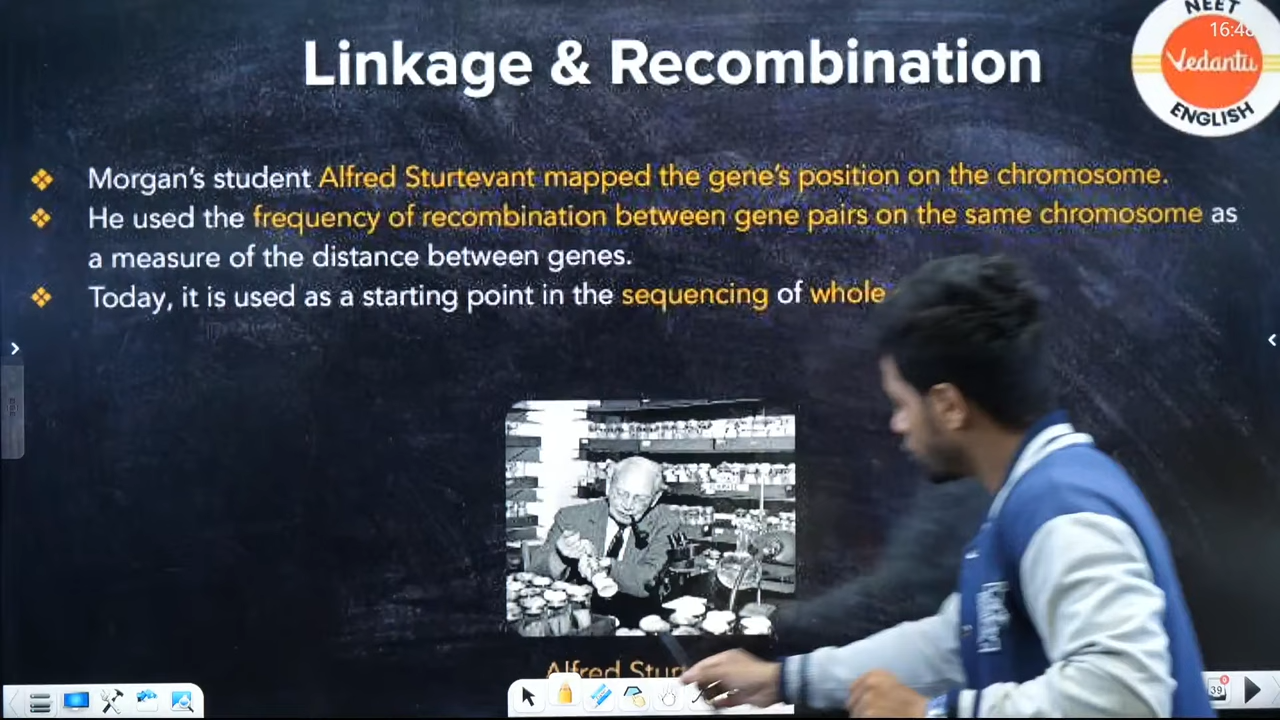 Linkage & Recombination
NEET
16:48
Vedantu
ENGLISH
Morgan's student Alfred Sturtevant mapped the gene's position on the chromosome.
He used the frequency of recombination between gene pairs on the same chromosome as
a measure of the distance between genes.
Today, it is used as a starting point in the sequencing of whole
Alfred
39